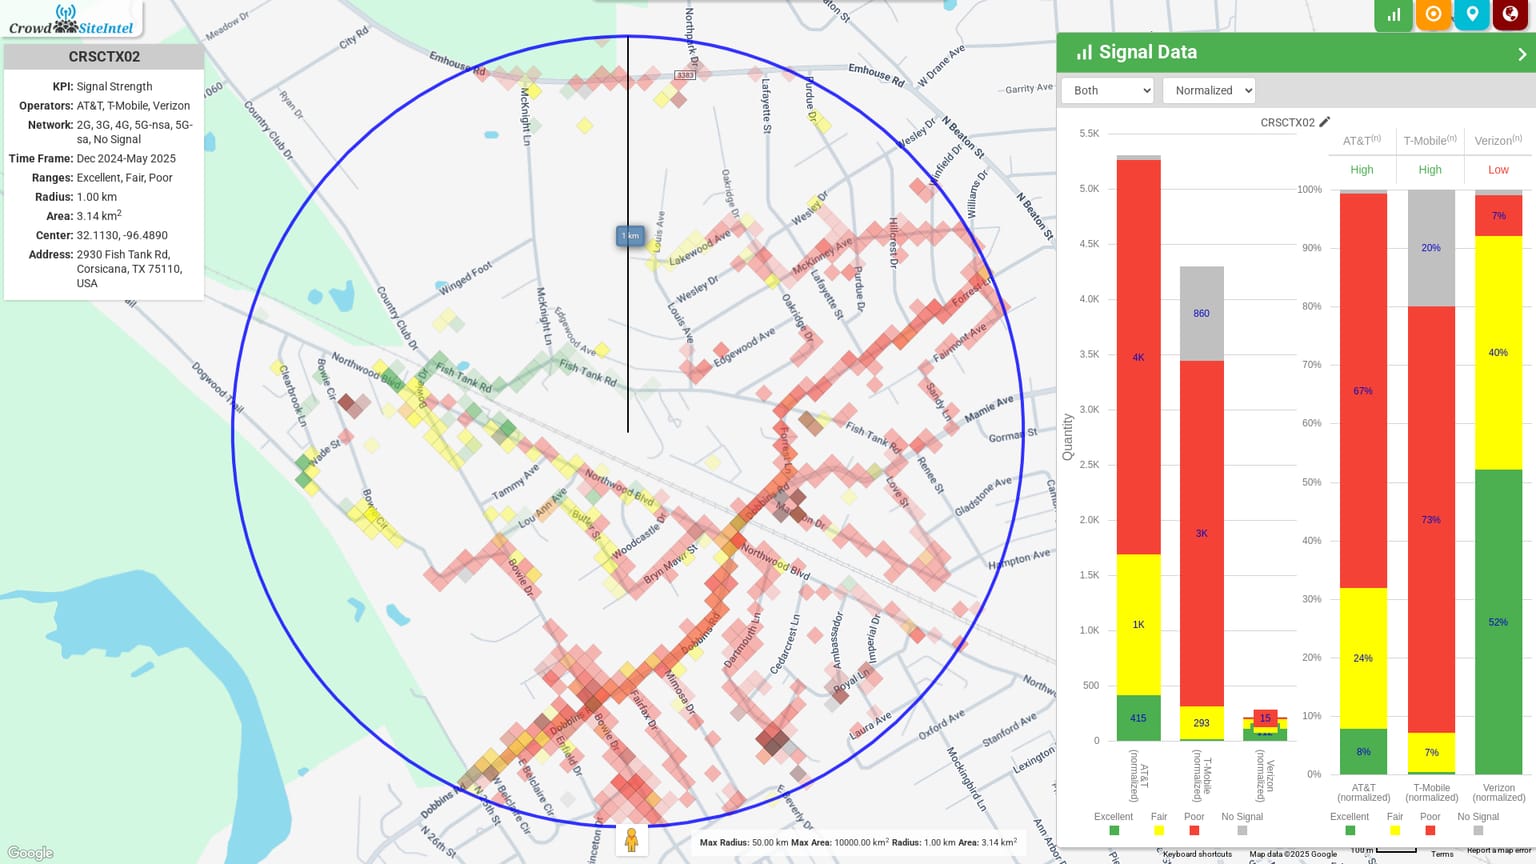 CrowdSiteIntel
CRSCTX02
KPI: Signal Strength
Operators: AT&T, T-Mobile, Verizon
Network: 2G, 3G, 4G, 5G-nsa, 5G-
sa, No Signal
Time Frame: Dec 2024-May 2025
Ranges: Excellent, Fair, Poor
Radius: 1.00 km
Area: 3.14 km²
Center: 32.1130, -96.4890
Address: 2930 Fish Tank Rd,
Corsicana, TX 75110,
USA
Meadow Dr
City Rd
Emhouse Rd
Northpark Dr
3383
Emhouse Rd
W Drane Ave
Garrity Ave
Ryan Dr
Country Club Dr
McKnight Ln
Lafayette St
Purdue Dr
Wesley Dr
N Beaton St
Winfield Dr
Williams Dr
N Beaton St
Oakridge Dr
Wesley Dr
Louis Ave
1 km
Lakewood Ave
McKinney Ave
Hillcrest Dr
Winged Foot
Wesley Dr
Lafayette St
Purdue Dr
Forrest Ln
Country Club Dr
McKnight Ln
Edgewood Ave
Louis Ave
Oakridge Dr
Edgewood Ave
Fairmont Ave
Dogwood Trail
Northwood Blvd
Bowie Cir
Clearbrook Ln
Bowie Dr
Fish Tank Rd
Fish Tank Rd
Sandy Ln
Mamie Ave
Gorman St
Fish Tank Rd
Forrest Ln
Wade St
Renee St
Tammy Ave
Northwood Blvd
Love St
Gladstone Ave
Bowie Cir
Lou Ann Ave
Butler St
Dobbins Rd
Woodcastle Dr
Bryn Mawr St
Northwood Blvd
Hampton Ave
Bowie Dr
Dobbins Rd
Dartmouth Ln
Cedarcrest Ln
Ambassador
Imperial Dr
Mimosa Dr
Royal Ln
Fairfax Dr
Laura Ave
Oxford Ave
Stanford Ave
Lexington
Dobbins Rd
Bowie Dr
Enfield Dr
E Belclaire Cir
W Belclaire Cir
Mockingbird Ln
Dobbins Rd
N 25th St
N 26th St
E Beverly Dr
Ann Arbor
Google
Max Radius: 50.00 km Max Area: 10000.00 km² Radius: 1.00 km Area: 3.14 km²
Signal Data
Both
Normalized
CRSCTX02
5.5K
5.0K
4.5K
4.0K
3.5K
3.0K
2.5K
2.0K
1.5K
1.0K
500
0
Quantity
4K
1K
415
860
3K
293
15
AT&T
(normalized)
T-Mobile
(normalized)
Verizon
(normalized)
Excellent Fair Poor No Signal
AT&T(n) T-Mobile(n) Verizon(n)
High High Low
100%
90%
80%
70%
60%
50%
40%
30%
20%
10%
0%
67%
24%
8%
20%
73%
7%
7%
40%
52%
AT&T
(normalized)
T-Mobile
(normalized)
Verizon
(normalized)
Excellent Fair Poor No Signal
Keyboard shortcuts Map data ©2025 Google 100 m Terms Report a map error